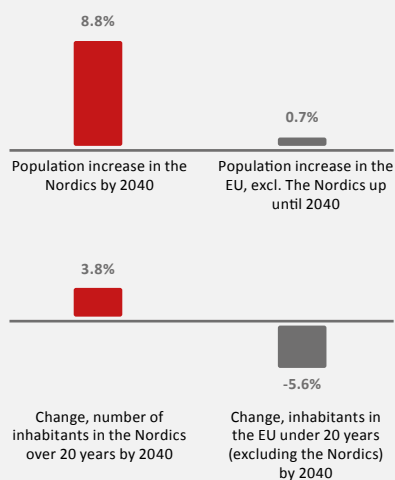 8.8%
0.7%
Population increase in the
Nordics by 2040
Population increase in the
EU, excl. The Nordics up
until 2040
3.8%
-5.6%
Change, number of
inhabitants in the Nordics
over 20 years by 2040
Change, inhabitants in
the EU under 20 years
(excluding the Nordics)
by 2040